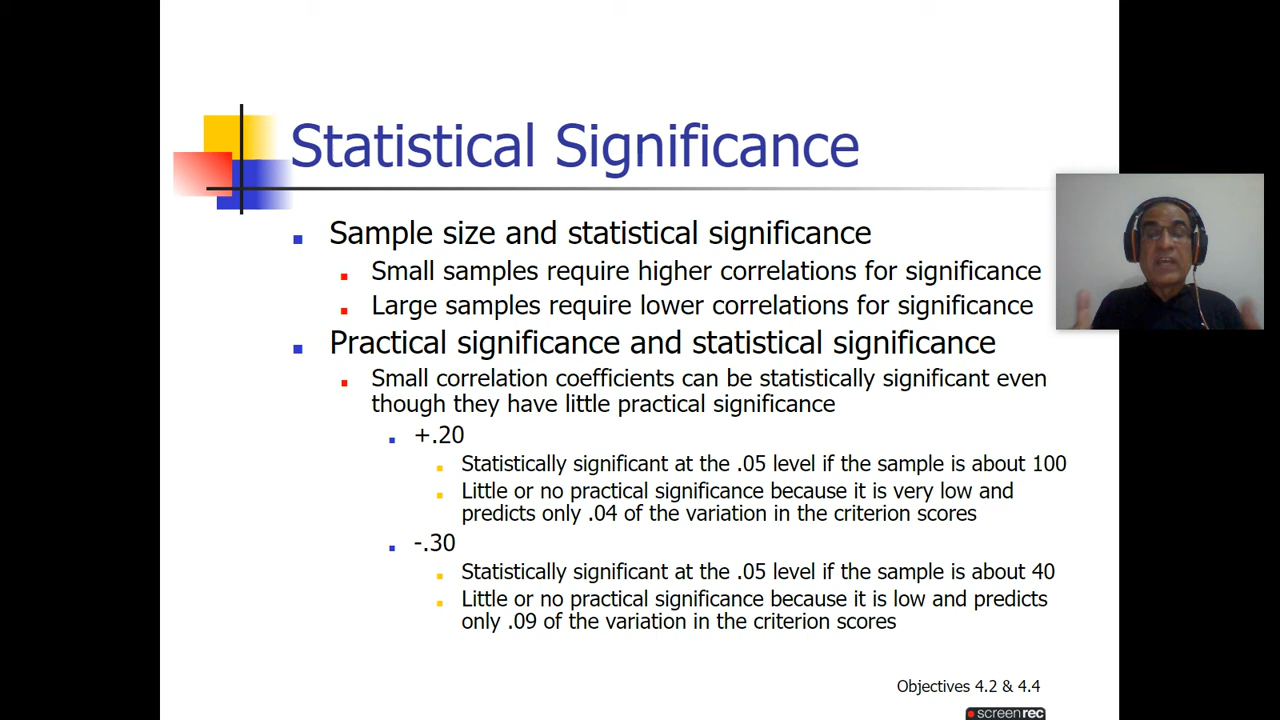 Statistical Significance
Sample size and statistical significance
Small samples require higher correlations for significance
Large samples require lower correlations for significance
Practical significance and statistical significance
Small correlation coefficients can be statistically significant even
though they have little practical significance
+.20
Statistically significant at the .05 level if the sample is about 100
Little or no practical significance because it is very low and
predicts only .04 of the variation in the criterion scores
-.30
Statistically significant at the .05 level if the sample is about 40
Little or no practical significance because it is low and predicts
only .09 of the variation in the criterion scores
Objectives 4.2 & 4.4
screenrec